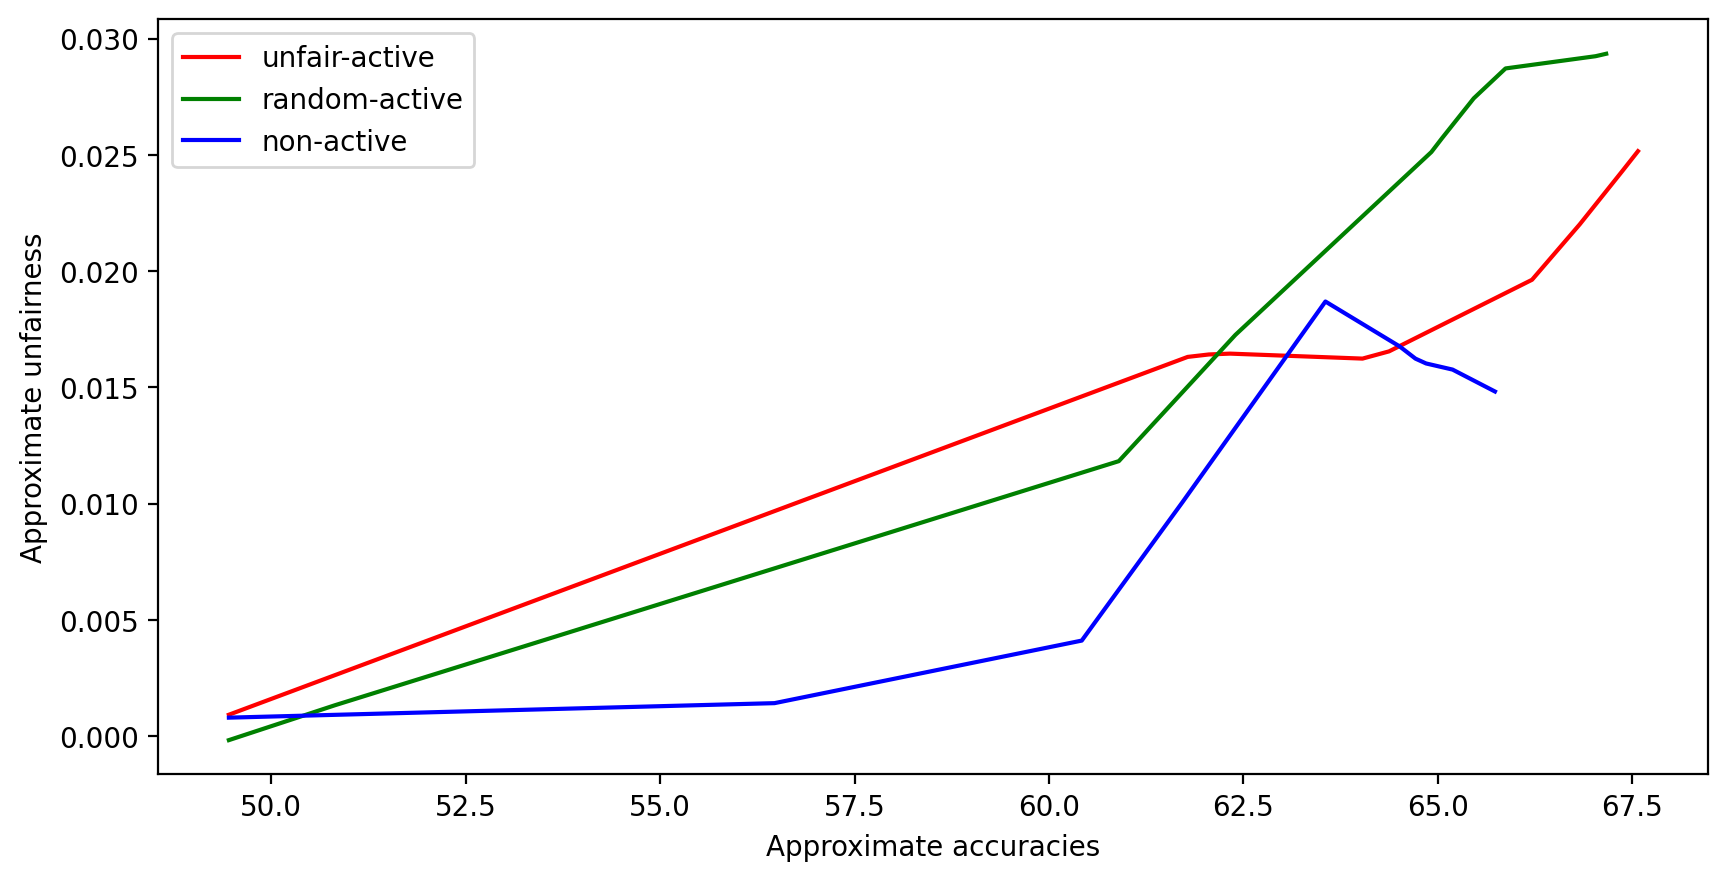 unfair-active
random-active
non-active
Approximate unfairness
0.030
0.025
0.020
0.015
0.010
0.005
0.000
50.0 52.5 55.0 57.5 60.0 62.5 65.0 67.5
Approximate accuracies